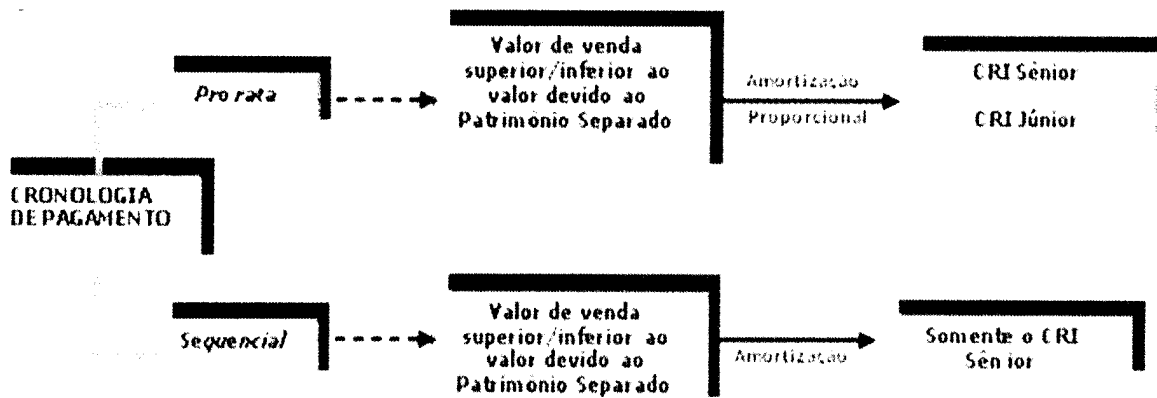 Pro rata
Valor de venda
superior/inferior ao
valor devido ao
Patrimônio Separado
Amortização
Proporcional
CRI Sênior
CRI Júnior
CRONOLOGIA
DE PAGAMENTO
Sequencial
Valor de venda
superior/inferior ao
valor devido ao
Patrimônio Separado
Amortização
Somente o CRI
Sênior